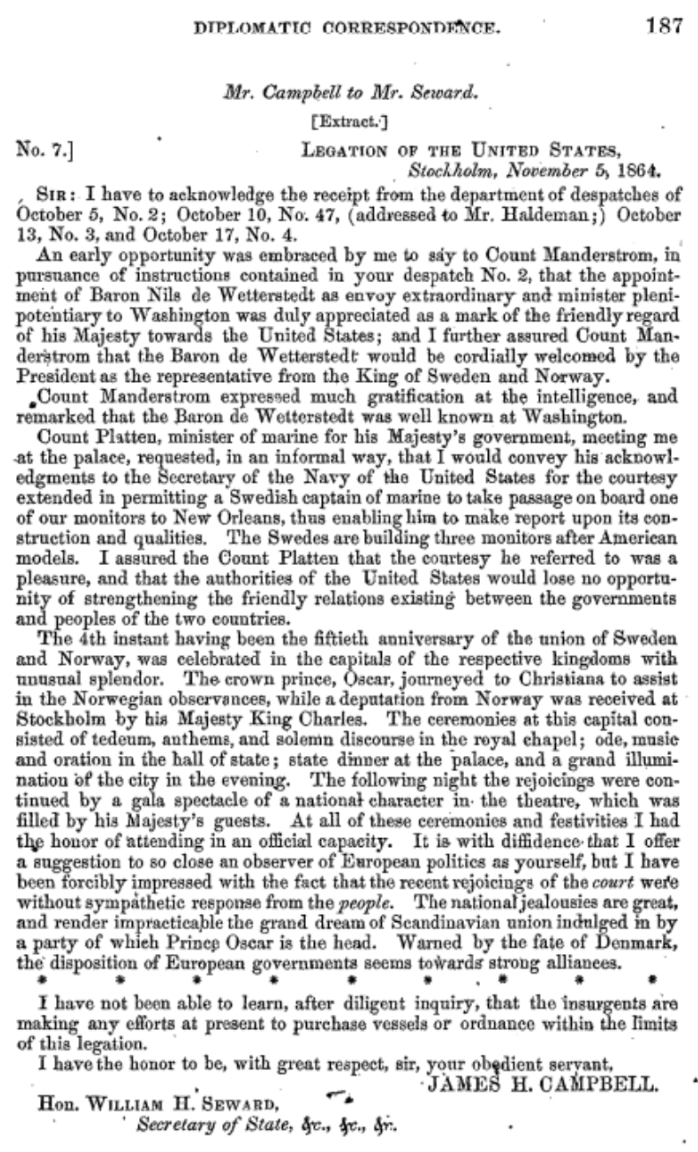 DIPLOMATIC CORRESPONDENCE. 187
Mr. Campbell to Mr. Seward.
[Extract.]
No. 7.] LEGATION OF THE UNITED STATES,
Stockholm, November 5, 1864.
SIR: I have to acknowledge the receipt from the department of despatches of
October 5, No. 2; October 10, No. 47, (addressed to Mr. Haldeman;) October
13, No. 3, and October 17, No. 4.
An early opportunity was embraced by me to say to Count Manderstrom, in
pursuance of instructions contained in your despatch No. 2, that the appoint-
ment of Baron Nils de Wetterstedt as envoy extraordinary and minister pleni-
potentiary to Washington was duly appreciated as a mark of the friendly regard
of his Majesty towards the United States; and I further assured Count Man-
derstrom that the Baron de Wetterstedt would be cordially welcomed by the
President as the representative from the King of Sweden and Norway.
Count Manderstrom expressed much gratification at the intelligence, and
remarked that the Baron de Wetterstedt was well known at Washington.
Count Platten, minister of marine for his Majesty's government, meeting me
at the palace, requested, in an informal way, that I would convey his acknowl-
edgments to the Secretary of the Navy of the United States for the courtesy
extended in permitting a Swedish captain of marine to take passage on board one
of our monitors to New Orleans, thus enabling him to make report upon its con-
struction and qualities. The Swedes are building three monitors after American
models. I assured the Count Platten that the courtesy he referred to was a
pleasure, and that the authorities of the United States would lose no opportu-
nity of strengthening the friendly relations existing between the governments
and peoples of the two countries.
The 4th instant having been the fiftieth anniversary of the union of Sweden
and Norway, was celebrated in the capitals of the respective kingdoms with
unusual splendor. The crown prince, Oscar, journeyed to Christiana to assist
in the Norwegian observances, while a deputation from Norway was received at
Stockholm by his Majesty King Charles. The ceremonies at this capital con-
sisted of tedeum, anthems, and solemn discourse in the royal chapel; ode, music
and oration in the hall of state; state dinner at the palace, and a grand illumi-
nation of the city in the evening. The following night the rejoicings were con-
tinued by a gala spectacle of a national character in the theatre, which was
filled by his Majesty's guests. At all of these ceremonies and festivities I had
the honor of attending in an official capacity. It is with diffidence that I offer
a suggestion to so close an observer of European politics as yourself, but I have
been forcibly impressed with the fact that the recent rejoicings of the court were
without sympathetic response from the people. The national jealousies are great,
and render impracticable the grand dream of Scandinavian union indulged in by
a party of which Prince Oscar is the head. Warned by the fate of Denmark,
the disposition of European governments seems towards strong alliances.
* * * * * * * * *
I have not been able to learn, after diligent inquiry, that the insurgents are
making any efforts at present to purchase vessels or ordnance within the limits
of this legation.
I have the honor to be, with great respect, sir, your obedient servant,
JAMES H. CAMPBELL.
Hon. WILLIAM H. SEWARD,
Secretary of State, &c., &c., &c.